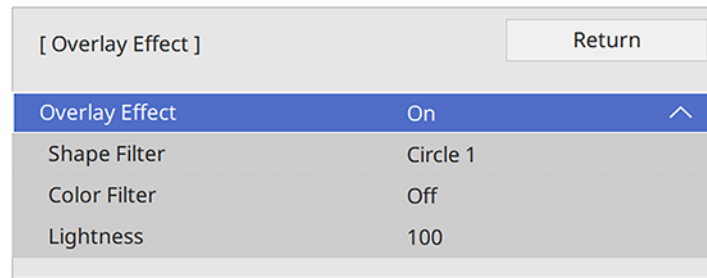 [ Overlay Effect ] Return
Overlay Effect On
Shape Filter Circle 1
Color Filter Off
Lightness 100